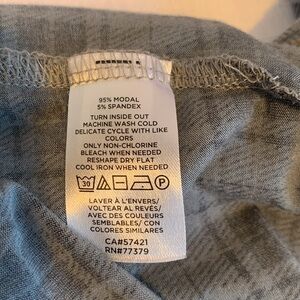 95% MODAL
5% SPANDEX
TURN INSIDE OUT
MACHINE WASH COLD
DELICATE CYCLE WITH LIKE
COLORS
ONLY NON-CHLORINE
BLEACH WHEN NEEDED
RESHAPE DRY FLAT
COOL IRON WHEN NEEDED
30 P
LAVER À L'ENVERS/
VOLTEAR AL REVÉS/
AVEC DES COULEURS
SEMBLABLES/ CON
COLORES SIMILARES
CA#57421
RN#77379